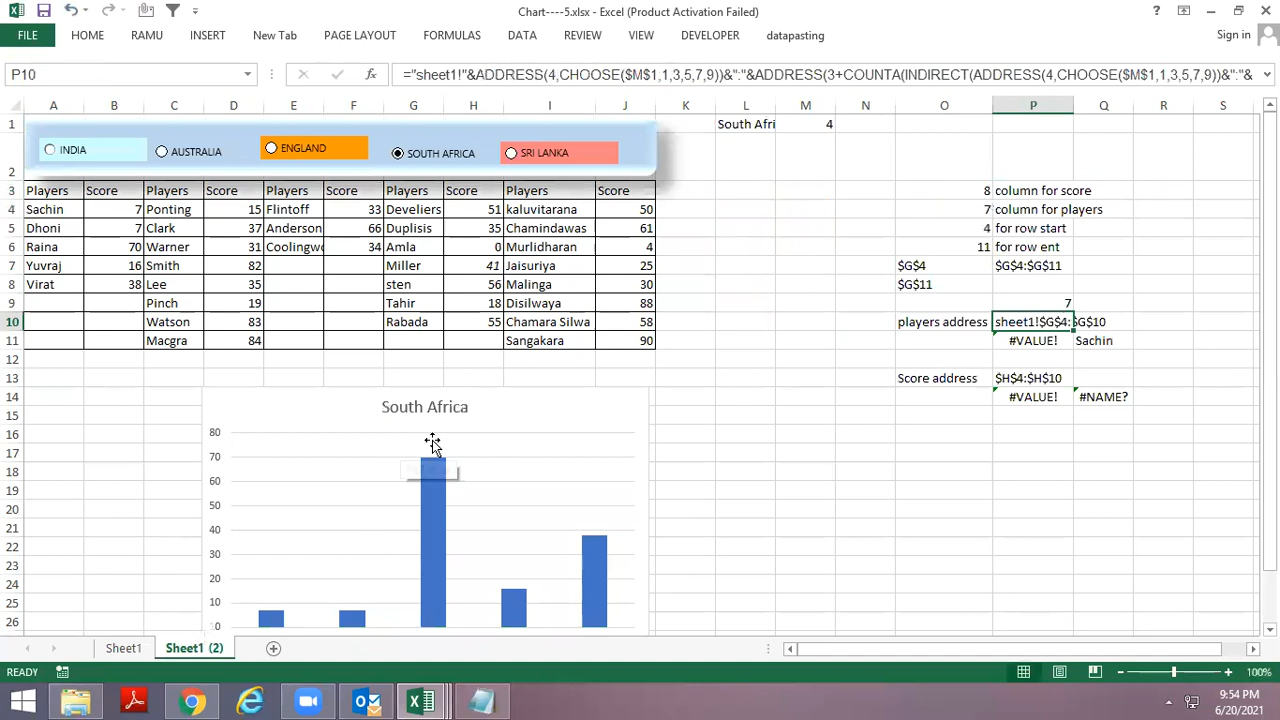 Chart----5.xlsx - Excel (Product Activation Failed)
FILE HOME RAMU INSERT New Tab PAGE LAYOUT FORMULAS DATA REVIEW VIEW DEVELOPER datapasting Sign in
P10 fx ="sheet1!"&ADDRESS(4,CHOOSE($M$1,1,3,5,7,9))&":"&ADDRESS(3+COUNTA(INDIRECT(ADDRESS(4,CHOOSE($M$1,1,3,5,7,9))&":"&
A B C D E F G H I J K L M N O P Q R S
1 South Afri 4
INDIA AUSTRALIA ENGLAND SOUTH AFRICA SRI LANKA
2
3 Players Score Players Score Players Score Players Score Players Score 8 column for score
4 Sachin 7 Ponting 15 Flintoff 33 Develiers 51 kaluvitarana 50 7 column for players
5 Dhoni 7 Clark 37 Anderson 66 Duplisis 35 Chamindawas 61 4 for row start
6 Raina 70 Warner 31 Coolingwo 34 Amla 0 Murlidharan 4 11 for row ent
7 Yuvraj 16 Smith 82 Miller 41 Jaisuriya 25 $G$4 $G$4:$G$11
8 Virat 38 Lee 35 sten 56 Malinga 30 $G$11
9 Pinch 19 Tahir 18 Disilwaya 88 7
10 Watson 83 Rabada 55 Chamara Silwa 58 players address sheet1!$G$4:$G$10
11 Macgra 84 Sangakara 90 #VALUE! Sachin
12
13 Score address $H$4:$H$10
14 #VALUE! #NAME?
South Africa
15
16 80
17 70
18
19 60
20 50
21
22 40
23 30
24 20
25 10
26 0
Sheet1 Sheet1 (2)
READY 100%
9:54 PM
6/20/2021